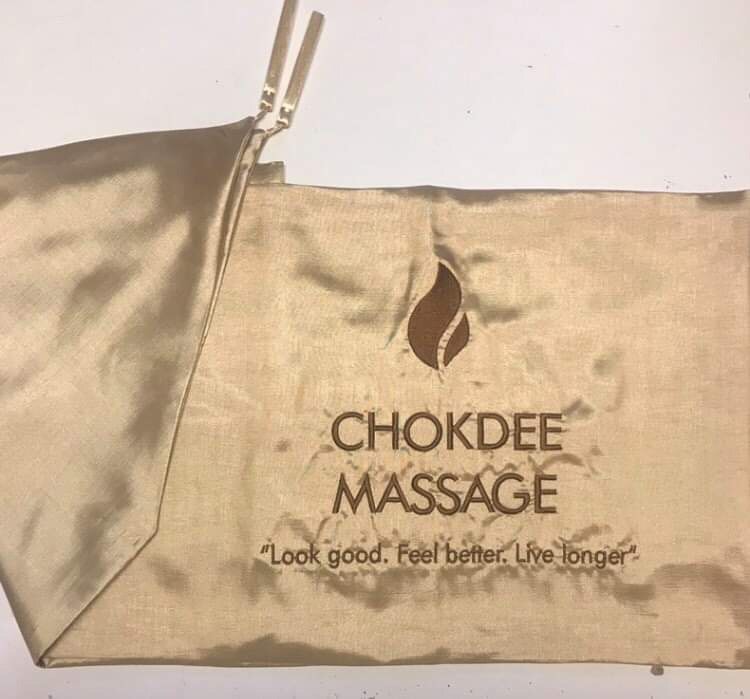 CHOKDEE
MASSAGE
"Look good. Feel better. Live longer"